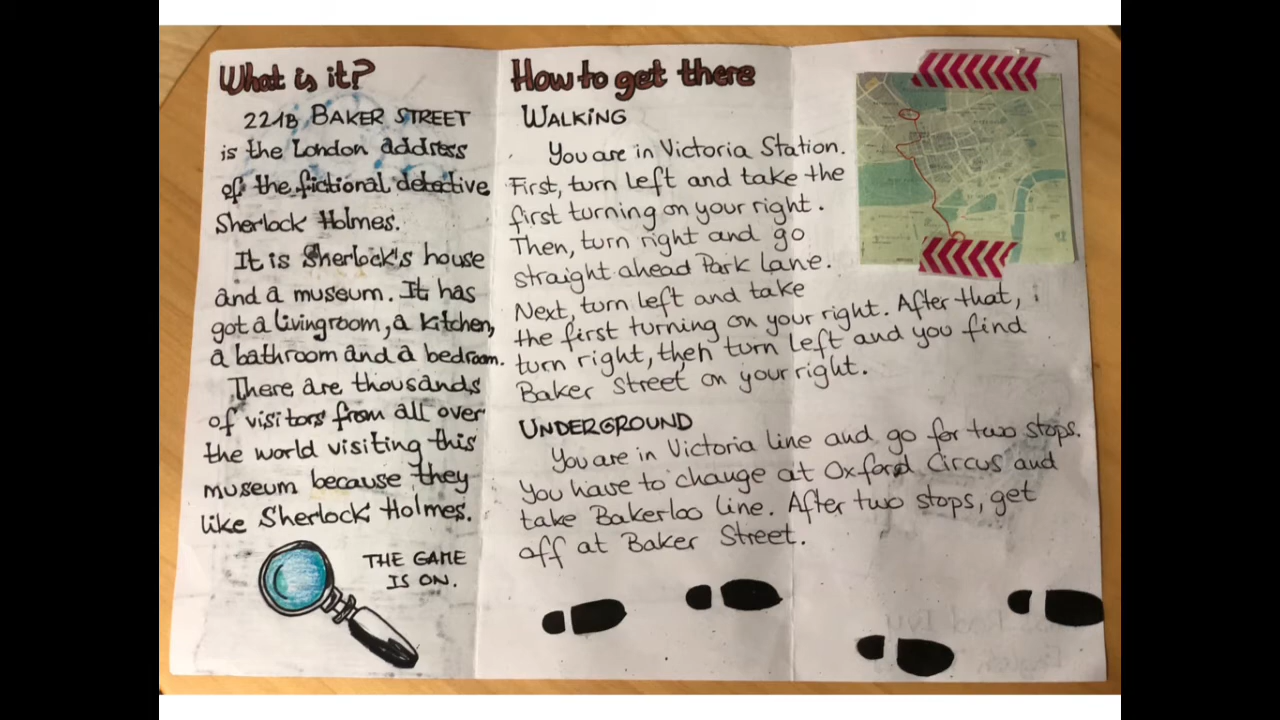 What is it?
221B BAKER STREET
is the London address
of the fictional detective
Sherlock Holmes.
It is Sherlock's house
and a museum. It has
got a livingroom, a kitchen,
a bathroom and a bedroom.
There are thousands
of visitors from all over
the world visiting this
museum because they
like Sherlock Holmes.
THE GAME
IS ON.
How to get there
WALKING
You are in Victoria Station.
First, turn left and take the
first turning on your right.
Then, turn right and go
straight ahead Park Lane.
Next, turn left and take
the first turning on your right. After that,
turn right, then turn left and you find
Baker Street on your right.
UNDERGROUND
You are in Victoria line and go for two stops.
You have to change at Oxford Circus and
take Bakerloo line. After two stops, get
off at Baker Street.